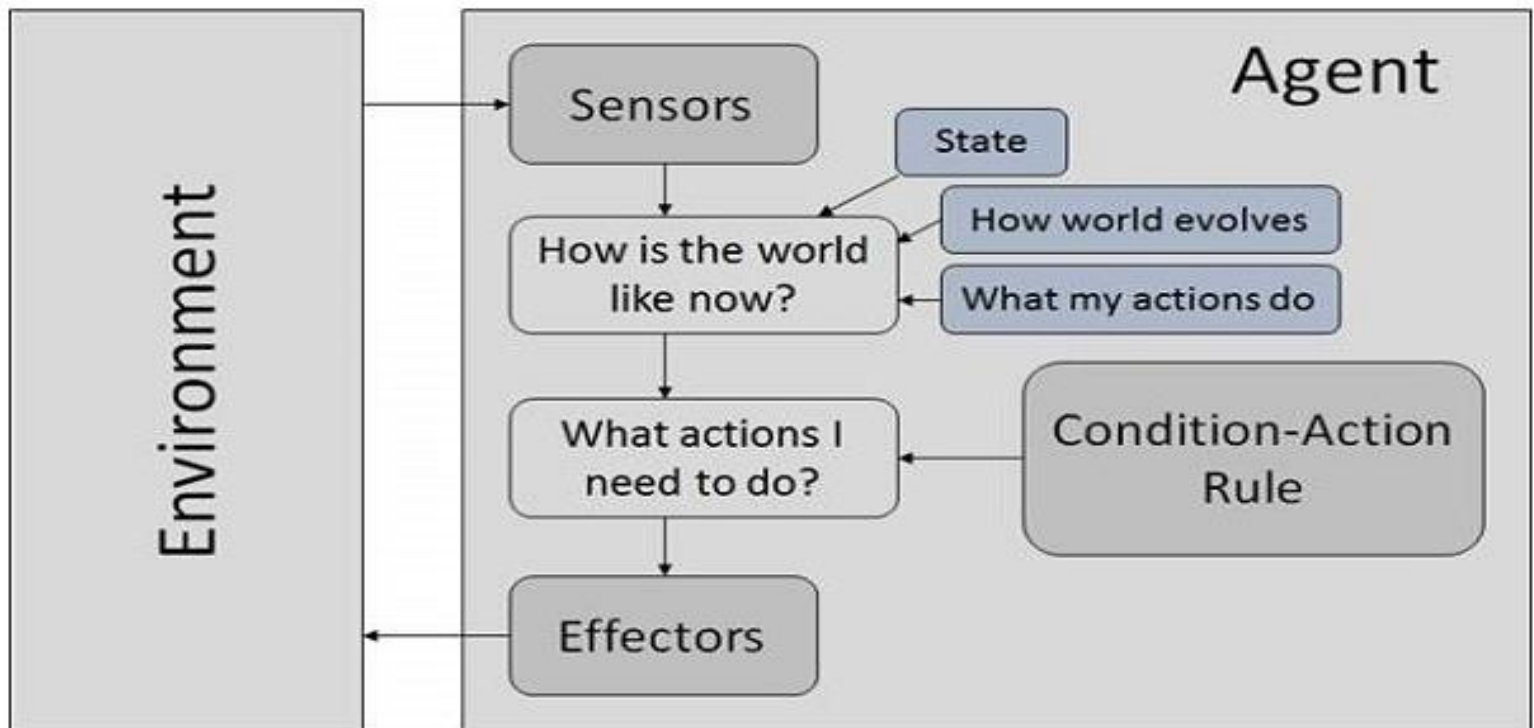 Environment
Agent
Sensors
State
How world evolves
What my actions do
How is the world
like now?
What actions I
need to do?
Condition-Action
Rule
Effectors